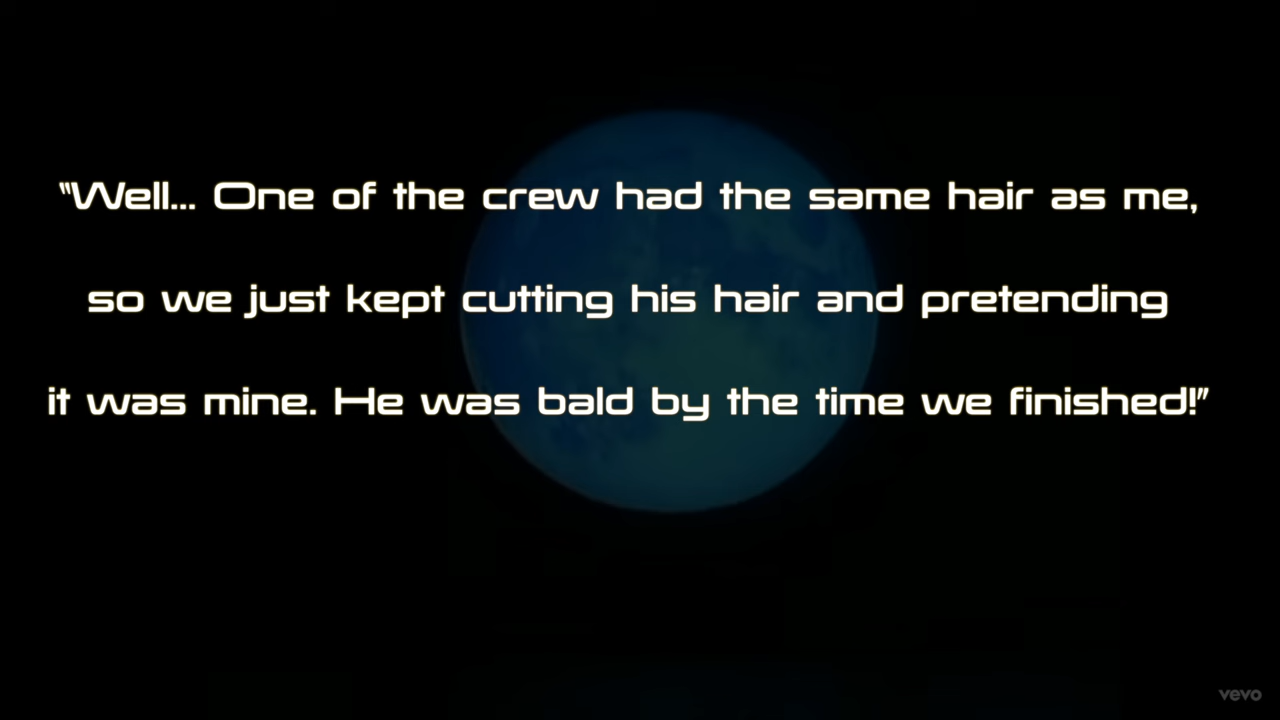 "Well... One of the crew had the same hair as me,
so we just kept cutting his hair and pretending
it was mine. He was bald by the time we finished!"
vevo